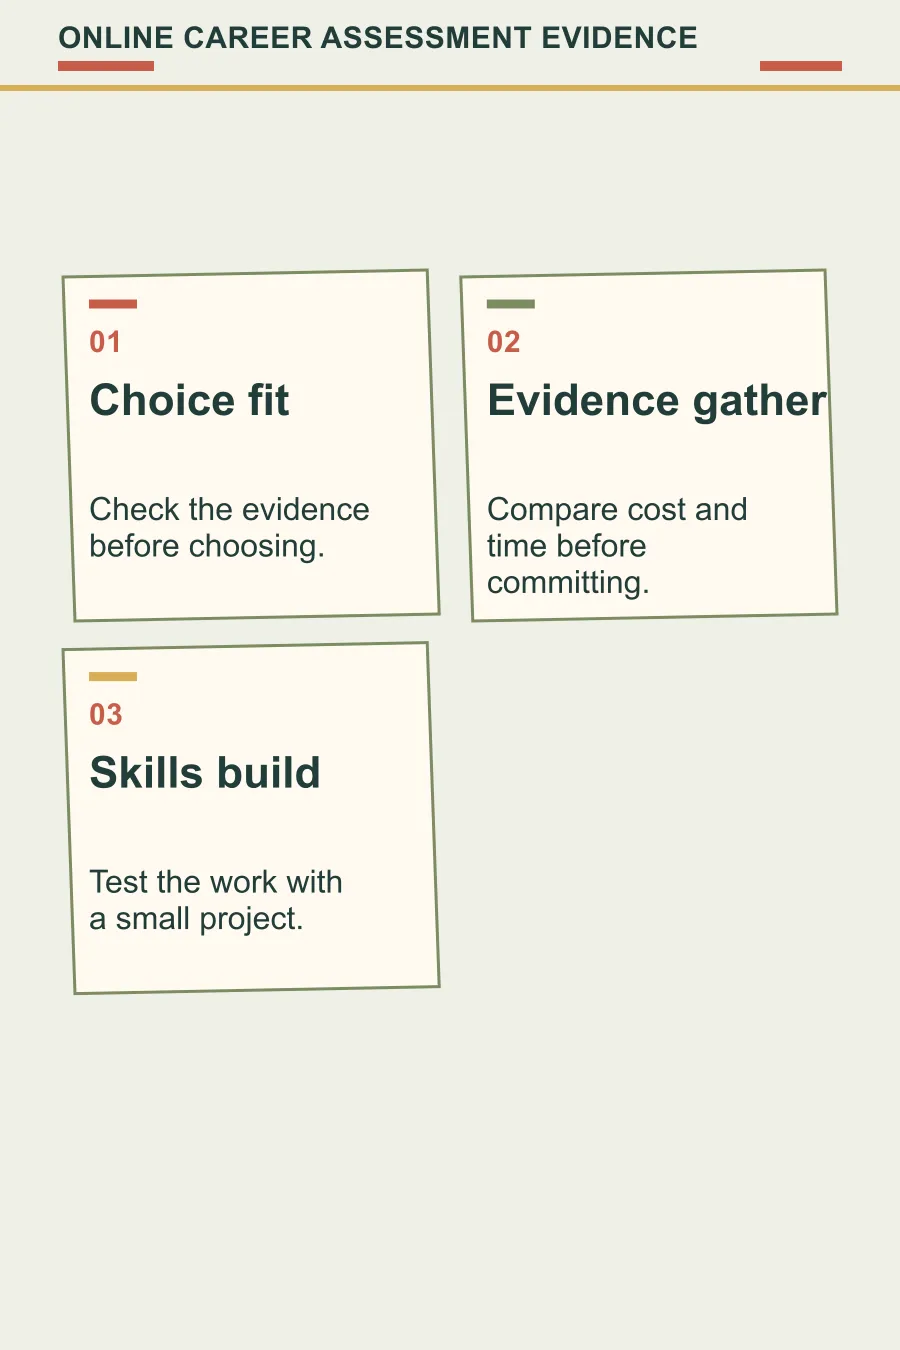 ONLINE CAREER ASSESSMENT EVIDENCE
01
Choice fit
Check the evidence
before choosing.
02
Evidence gather
Compare cost and
time before
committing.
03
Skills build
Test the work with
a small project.